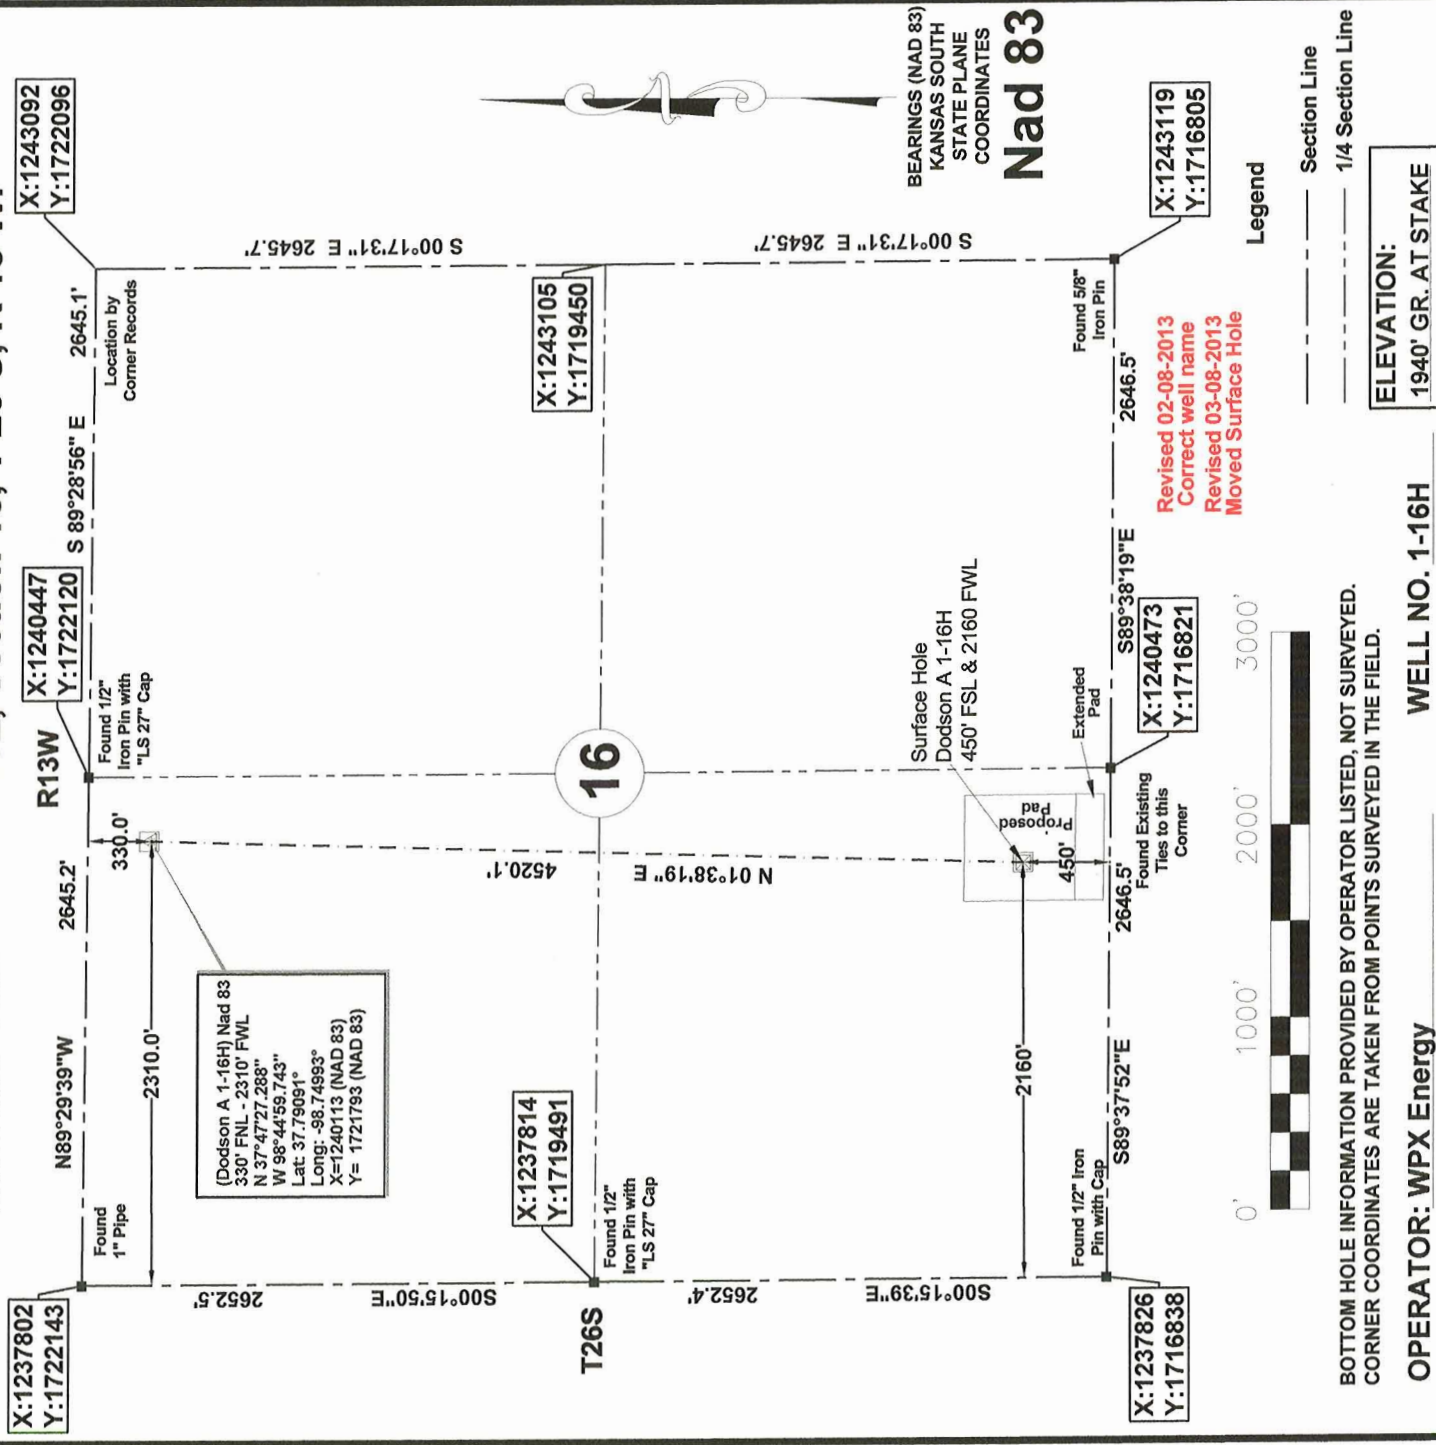 X:1237802
Y:1722143
N89°29'39"W
2645.2'
R13W
X:1240447
Y:1722120
S 89°28'56" E
2645.1'
X:1243092
Y:1722096
Found
1" Pipe
330.0'
Found 1/2"
Iron Pin with
"LS 27" Cap
Location by
Corner Records
2310.0'
(Dodson A 1-16H) Nad 83
330' FNL - 2310' FWL
N 37°47'27.288"
W 98°44'59.743"
Lat: 37.79091°
Long: -98.74993°
X=1240113 (NAD 83)
Y= 1721793 (NAD 83)
2652.5'
S00°15'50"E
4520.1'
N 01°38'19" E
S 00°17'31" E 2645.7'
X:1237814
Y:1719491
Found 1/2"
Iron Pin with
"LS 27" Cap
T26S
16
X:1243105
Y:1719450
2652.4'
S00°15'39"E
S 00°17'31" E 2645.7'
BEARINGS (NAD 83)
KANSAS SOUTH
STATE PLANE
COORDINATES
Nad 83
Surface Hole
Dodson A 1-16H
450' FSL & 2160 FWL
Proposed
Pad
Extended
Pad
2160'
450'
Found 1/2" Iron
Pin with Cap
X:1237826
Y:1716838
S89°37'52"E
2646.5'
Found Existing
Ties to this
Corner
X:1240473
Y:1716821
S89°38'19"E
2646.5'
Found 5/8"
Iron Pin
X:1243119
Y:1716805
Revised 02-08-2013
Correct well name
Revised 03-08-2013
Moved Surface Hole
Legend
Section Line
1/4 Section Line
0'
1000'
2000'
3000'
BOTTOM HOLE INFORMATION PROVIDED BY OPERATOR LISTED, NOT SURVEYED.
CORNER COORDINATES ARE TAKEN FROM POINTS SURVEYED IN THE FIELD.
ELEVATION:
1940' GR. AT STAKE
OPERATOR: WPX Energy
WELL NO. 1-16H